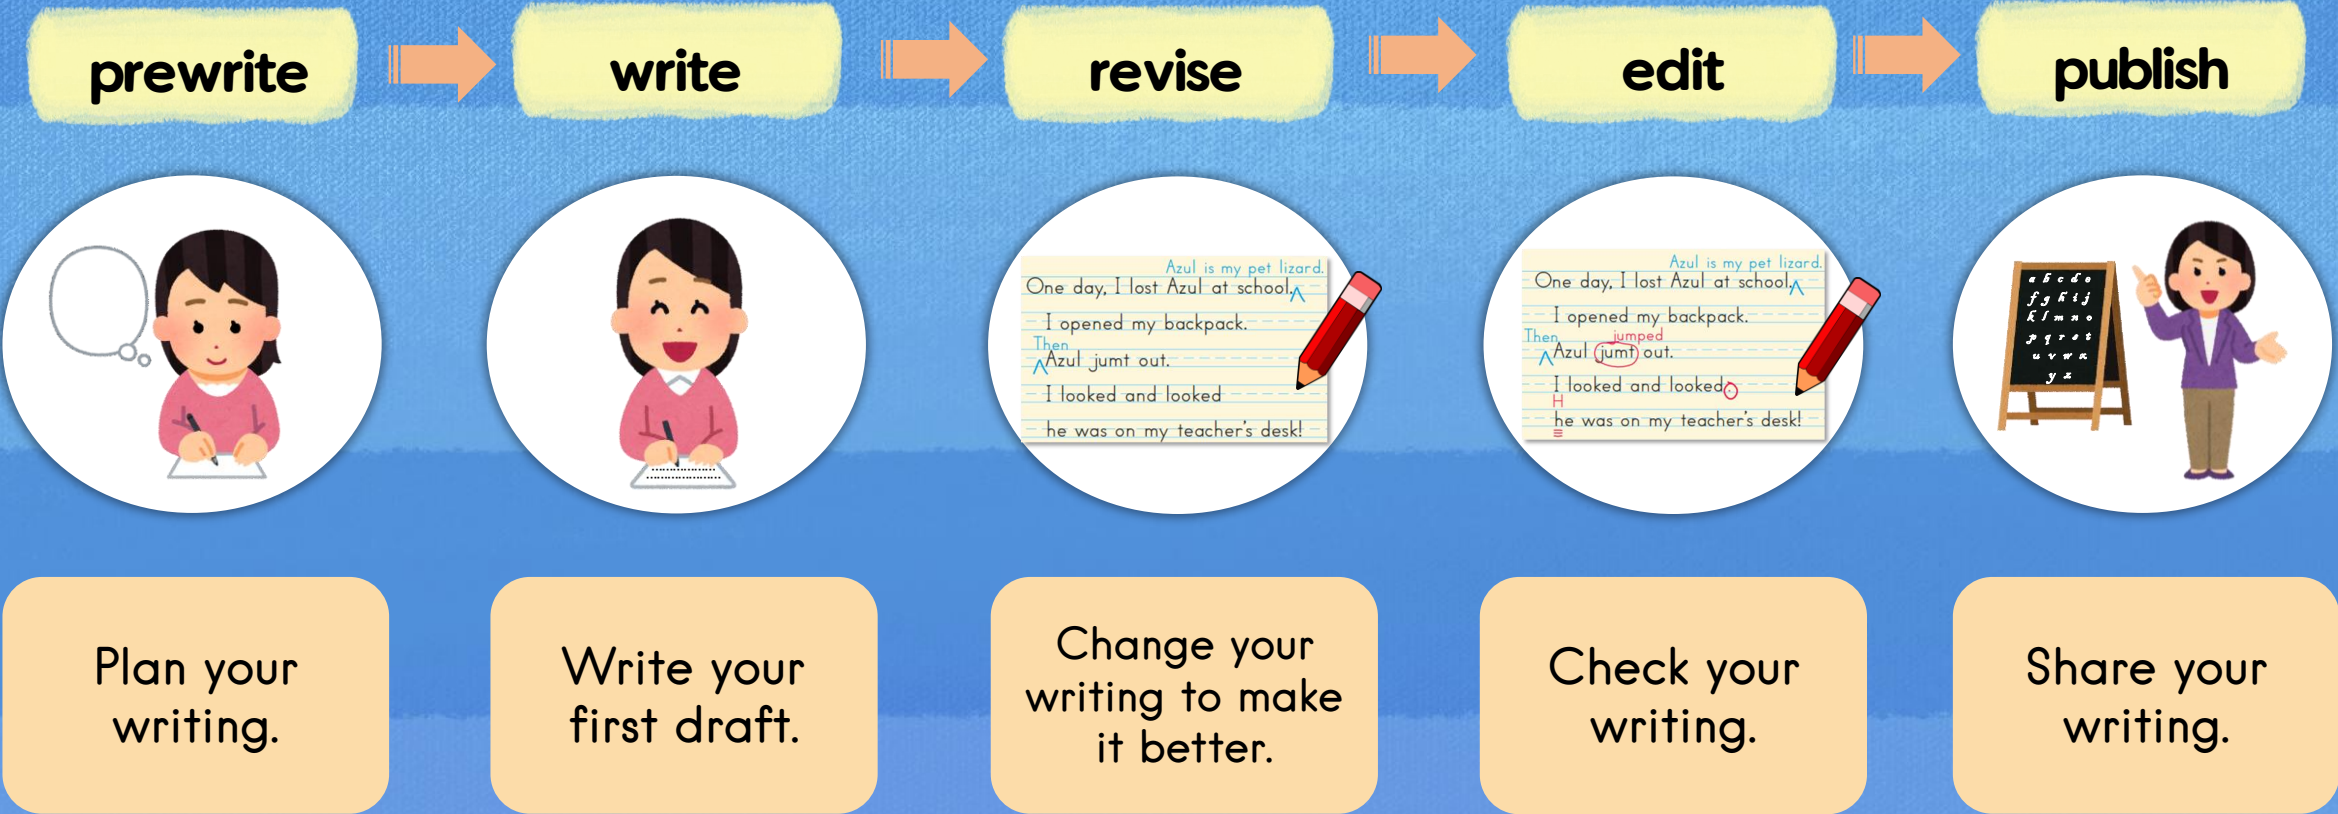 prewrite
write
revise
edit
publish
Azul is my pet lizard.
One day, I lost Azul at school.
I opened my backpack.
Then
Azul jumt out.
I looked and looked
he was on my teacher's desk!
Azul is my pet lizard.
One day, I lost Azul at school.
I opened my backpack.
Then jumped
Azul jumt out.
I looked and looked.
H
he was on my teacher's desk!
a b c d e
f g h i j
k l m n o
p q r s t
u v w x
y z
Plan your
writing.
Write your
first draft.
Change your
writing to make
it better.
Check your
writing.
Share your
writing.